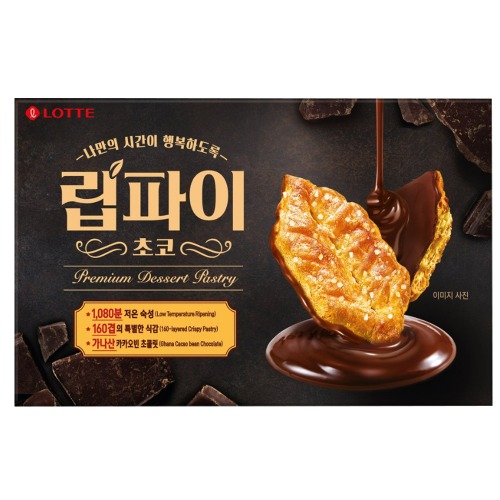 LOTTE
나만의 시간이 행복하도록
립파이
초코
Premium Dessert Pastry
1,080분 저온 숙성 (Low Temperature Ripening)
160겹의 특별한 식감 (160-layered Crispy Pastry)
가나산 카카오빈 초콜릿 (Ghana Cacao bean Chocolate)
이미지 사진